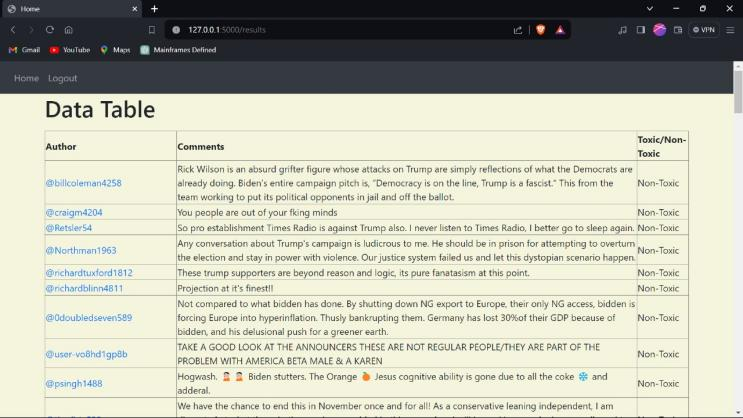 Home
127.0.0.1:5000/results
VPN
Gmail YouTube Maps Mainframes Defined
Home Logout
Data Table
Author Comments Toxic/Non-
Toxic
Rick Wilson is an absurd grifter figure whose attacks on Trump are simply reflections of what the Democrats are
@billcoleman4258 already doing. Biden's entire campaign pitch is, "Democracy is on the line, Trump is a fascist." This from the Non-Toxic
team working to put its political opponents in jail and off the ballot.
@craigm4204 You people are out of your fking minds Non-Toxic
@Retsler54 So pro establishment Times Radio is against Trump also. I never listen to Times Radio, I better go to sleep again. Non-Toxic
@Northman1963 Any conversation about Trump's campaign is ludicrous to me. He should be in prison for attempting to overturn Non-Toxic
the election and stay in power with violence. Our justice system failed us and let this dystopian scenario happen.
@richardtuxford1812 These trump supporters are beyond reason and logic, its pure fanatasism at this point. Non-Toxic
@richardblinn4811 Projection at it's finest!! Non-Toxic
Not compared to what bidden has done. By shutting down NG export to Europe, their only NG access, bidden is
@0doubledseven589 forcing Europe into hyperinflation. Thusly bankrupting them. Germany has lost 30%of their GDP because of Non-Toxic
bidden, and his delusional push for a greener earth.
@user-vo8hd1gp8b TAKE A GOOD LOOK AT THE ANNOUNCERS THESE ARE NOT REGULAR PEOPLE/THEY ARE PART OF THE Non-Toxic
PROBLEM WITH AMERICA BETA MALE & A KAREN
@psingh1488 Hogwash. Biden stutters. The Orange 🍊 Jesus cognitive ability is gone due to all the coke ❄️ and Non-Toxic
adderal.
We have the chance to end this in November once and for all! As a conservative leaning independent, I am